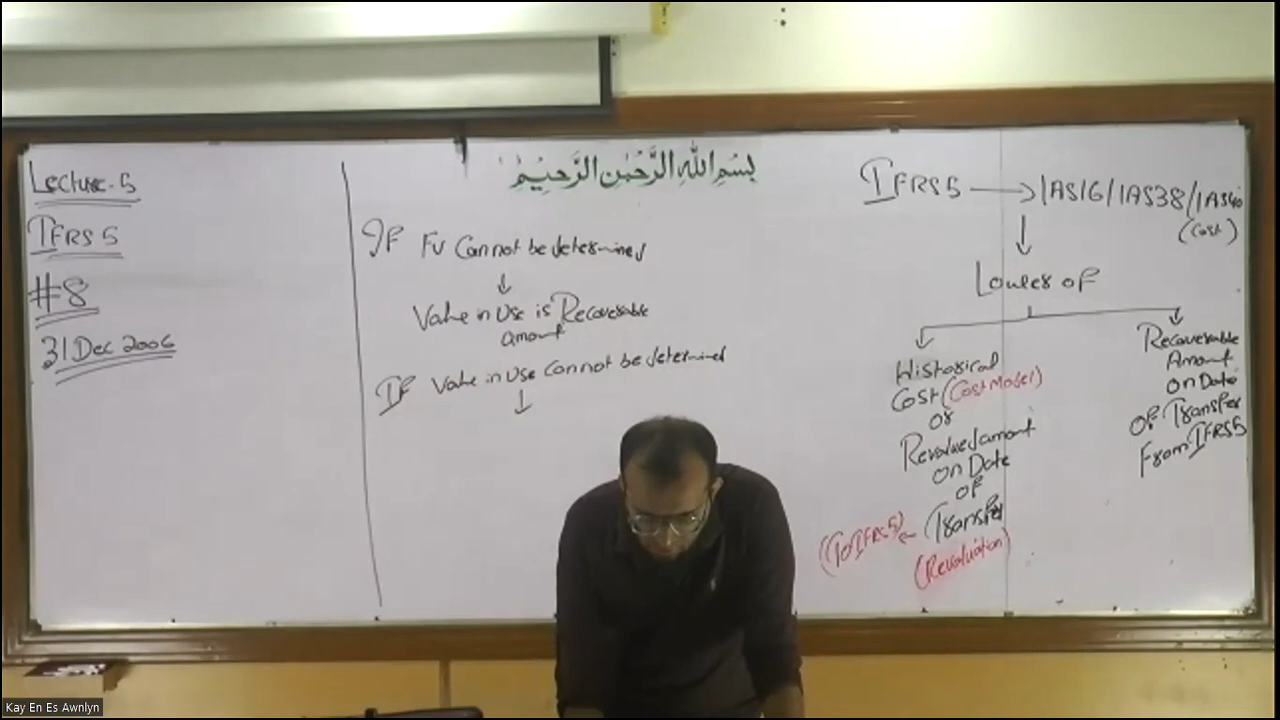 Lecture-5
IFRS 5
#8
31 Dec 2006
بِسْمِ اللهِ الرَّحْمٰنِ الرَّحِيْمِ
IF FV Cannot be determined
↓
Value in Use is Recoverable
amount
IF Value in Use cannot be determined
↓
IFRS 5 → IAS16/IAS38/IAS40
(Cost)
↓
Lower of
Historical
Cost (Cost Model)
or
Revalued amount
on Date
of
Transfer
(To IFRS 5) ←
(Revaluation)
Recoverable
Amount
on Date
of Transfer
From IFRS 5
Kay En Es Awnlyn